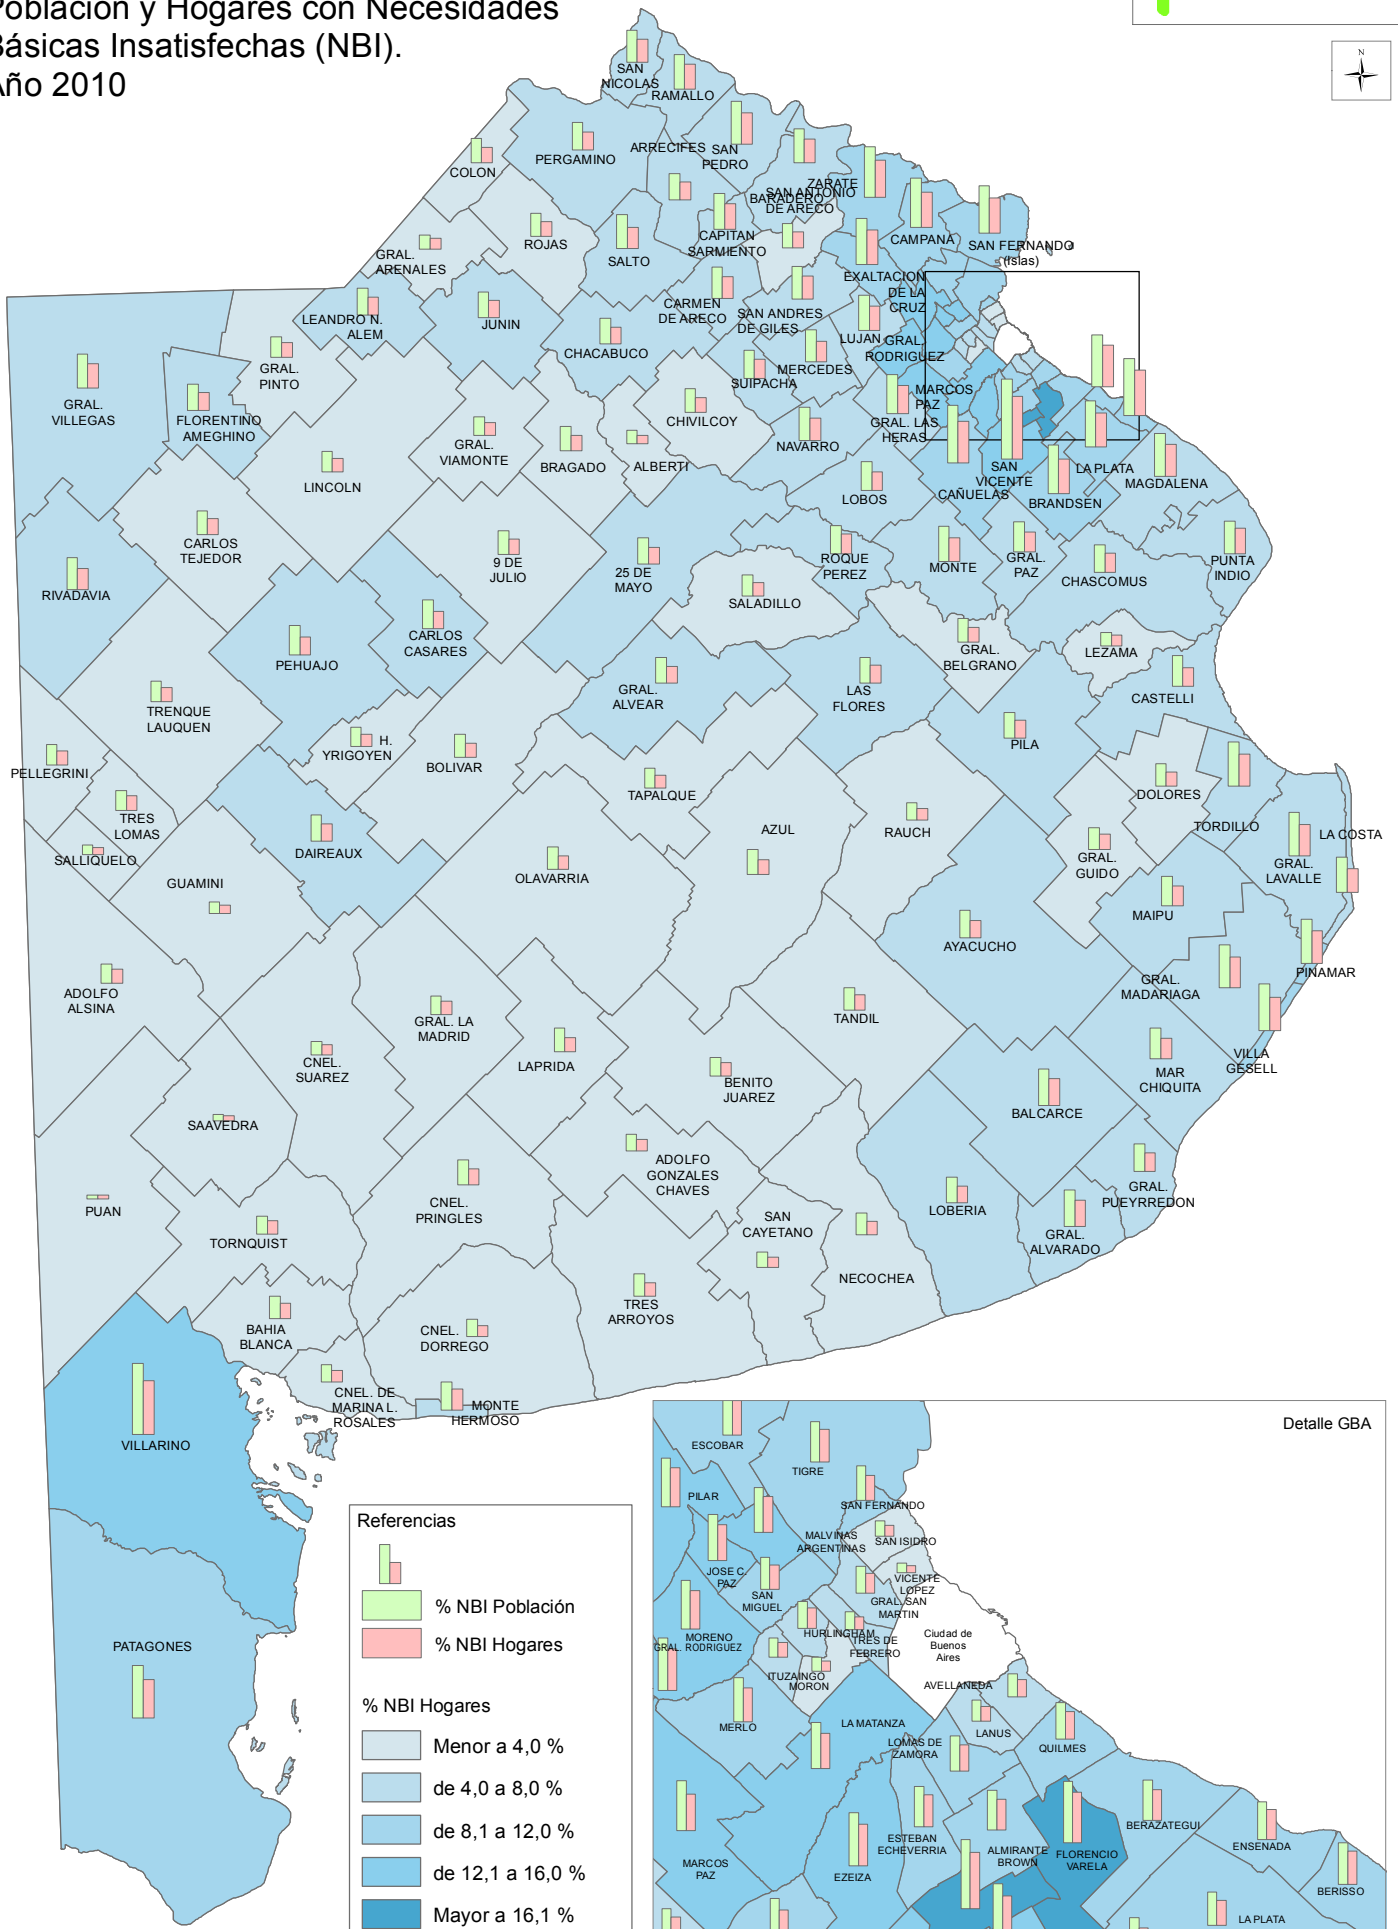 Población y Hogares con Necesidades
Básicas Insatisfechas (NBI).
Año 2010
N
SAN
NICOLAS
RAMALLO
PERGAMINO
ARRECIFES
SAN
PEDRO
COLON
ZARATE
BARADERO
SAN ANTONIO
DE ARECO
CAMPANA
SAN FERNANDO
(Islas)
ROJAS
SALTO
CAPITAN
SARMIENTO
GRAL.
ARENALES
EXALTACION
DE LA
CRUZ
LEANDRO N.
ALEM
JUNIN
CARMEN
DE ARECO
SAN ANDRES
DE GILES
LUJAN
GRAL.
RODRIGUEZ
CHACABUCO
GRAL.
PINTO
MERCEDES
SUIPACHA
GRAL.
VILLEGAS
FLORENTINO
AMEGHINO
MARCOS
PAZ
GRAL. LAS
HERAS
CHIVILCOY
NAVARRO
GRAL.
VIAMONTE
BRAGADO
ALBERTI
LINCOLN
SAN
VICENTE
LA PLATA
CAÑUELAS
BRANDSEN
MAGDALENA
LOBOS
CARLOS
TEJEDOR
9 DE
JULIO
25 DE
MAYO
ROQUE
PEREZ
MONTE
GRAL.
PAZ
CHASCOMUS
PUNTA
INDIO
RIVADAVIA
SALADILLO
CARLOS
CASARES
PEHUAJO
GRAL.
BELGRANO
LEZAMA
GRAL.
ALVEAR
LAS
FLORES
CASTELLI
TRENQUE
LAUQUEN
H.
YRIGOYEN
BOLIVAR
PILA
PELLEGRINI
TAPALQUE
DOLORES
TRES
LOMAS
AZUL
RAUCH
TORDILLO
LA COSTA
SALLIQUELO
DAIREAUX
GRAL.
GUIDO
GRAL.
LAVALLE
GUAMINI
OLAVARRIA
MAIPU
AYACUCHO
PINAMAR
ADOLFO
ALSINA
GRAL.
MADARIAGA
GRAL. LA
MADRID
TANDIL
CNEL.
SUAREZ
LAPRIDA
BENITO
JUAREZ
VILLA
GESELL
MAR
CHIQUITA
BALCARCE
SAAVEDRA
ADOLFO
GONZALES
CHAVES
GRAL.
PUEYRREDON
PUAN
CNEL.
PRINGLES
LOBERIA
TORNQUIST
SAN
CAYETANO
GRAL.
ALVARADO
NECOCHEA
TRES
ARROYOS
BAHIA
BLANCA
CNEL.
DORREGO
CNEL. DE
MARINA L.
ROSALES
MONTE
HERMOSO
VILLARINO
PATAGONES
Referencias
% NBI Población
% NBI Hogares
% NBI Hogares
Menor a 4,0 %
de 4,0 a 8,0 %
de 8,1 a 12,0 %
de 12,1 a 16,0 %
Mayor a 16,1 %
Detalle GBA
ESCOBAR
TIGRE
PILAR
SAN FERNANDO
MALVINAS
ARGENTINAS
SAN ISIDRO
JOSE C.
PAZ
VICENTE
LOPEZ
SAN
MIGUEL
GRAL. SAN
MARTIN
MORENO
GRAL. RODRIGUEZ
HURLINGHAM
TRES DE
FEBRERO
Ciudad de
Buenos
Aires
ITUZAINGO
MORON
AVELLANEDA
MERLO
LA MATANZA
LANUS
LOMAS DE
ZAMORA
QUILMES
BERAZATEGUI
ESTEBAN
ECHEVERRIA
ALMIRANTE
BROWN
FLORENCIO
VARELA
ENSENADA
MARCOS
PAZ
EZEIZA
BERISSO
LA PLATA